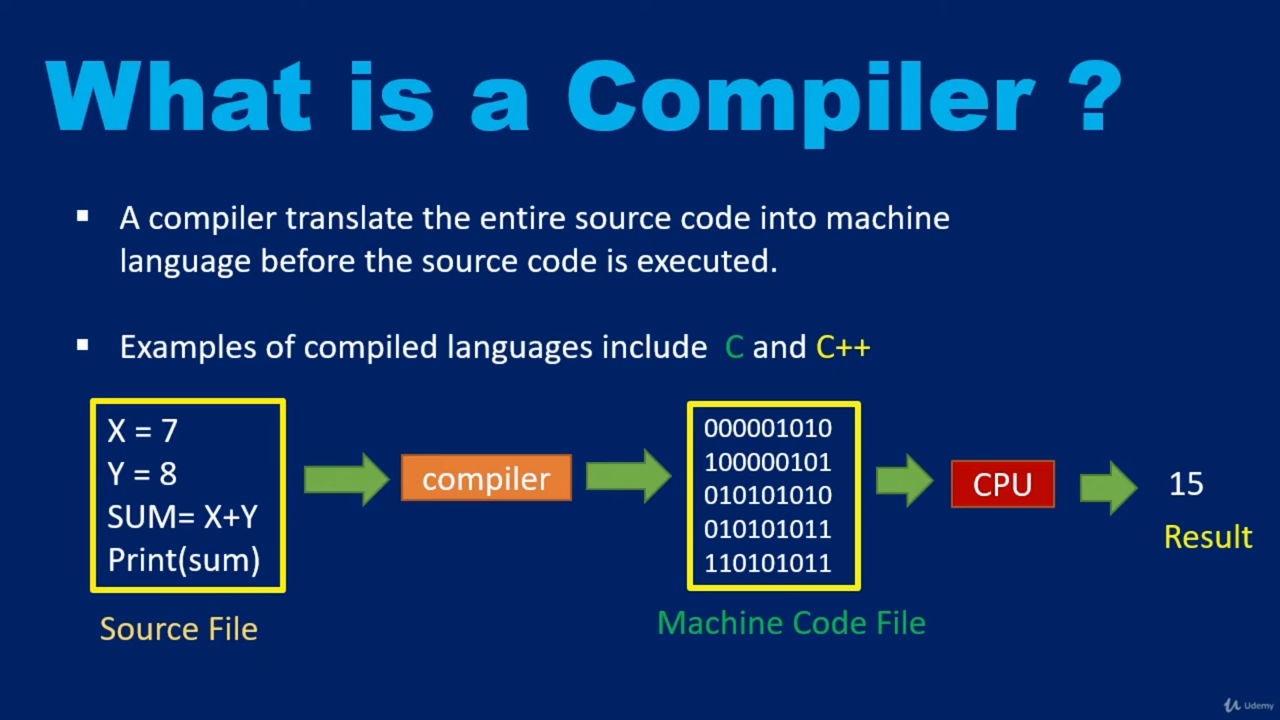 What is a Compiler ?
▪ A compiler translate the entire source code into machine
language before the source code is executed.
▪ Examples of compiled languages include C and C++
X = 7
Y = 8
SUM= X+Y
Print(sum)
Source File
compiler
000001010
100000101
010101010
010101011
110101011
Machine Code File
CPU
15
Result
Udemy